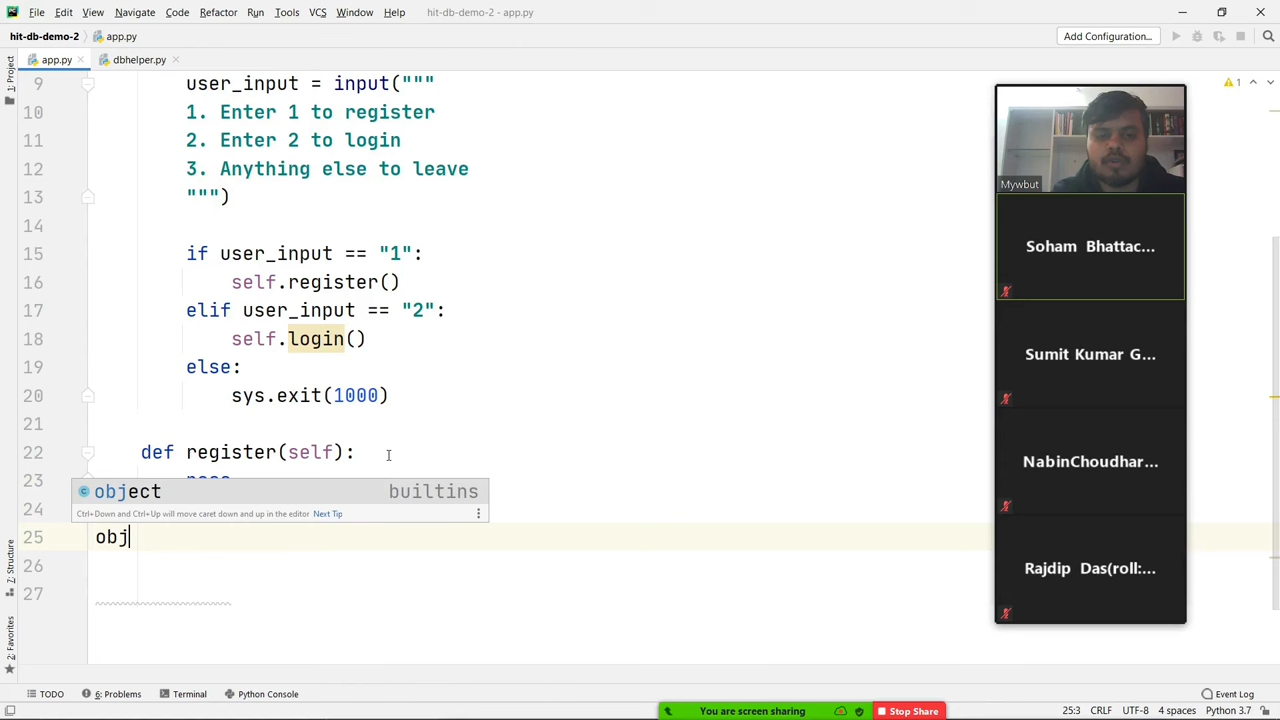 File Edit View Navigate Code Refactor Run Tools VCS Window Help hit-db-demo-2 - app.py
hit-db-demo-2 app.py Add Configuration...
app.py dbhelper.py
1: Project
9 user_input = input("""
10 1. Enter 1 to register
11 2. Enter 2 to login
12 3. Anything else to leave
13 """)
14
15 if user_input == "1":
16 self.register()
17 elif user_input == "2":
18 self.login()
19 else:
20 sys.exit(1000)
21
22 def register(self):
23
object builtins
Ctrl+Down and Ctrl+Up will move caret down and up in the editor Next Tip
24
25 obj
26
27
1
Mywbut
Soham Bhattac...
Sumit Kumar G...
NabinChoudhar...
Rajdip Das(roll:...
7: Structure
2: Favorites
TODO 6: Problems Terminal Python Console Event Log
You are screen sharing Stop Share
25:3 CRLF UTF-8 4 spaces Python 3.7